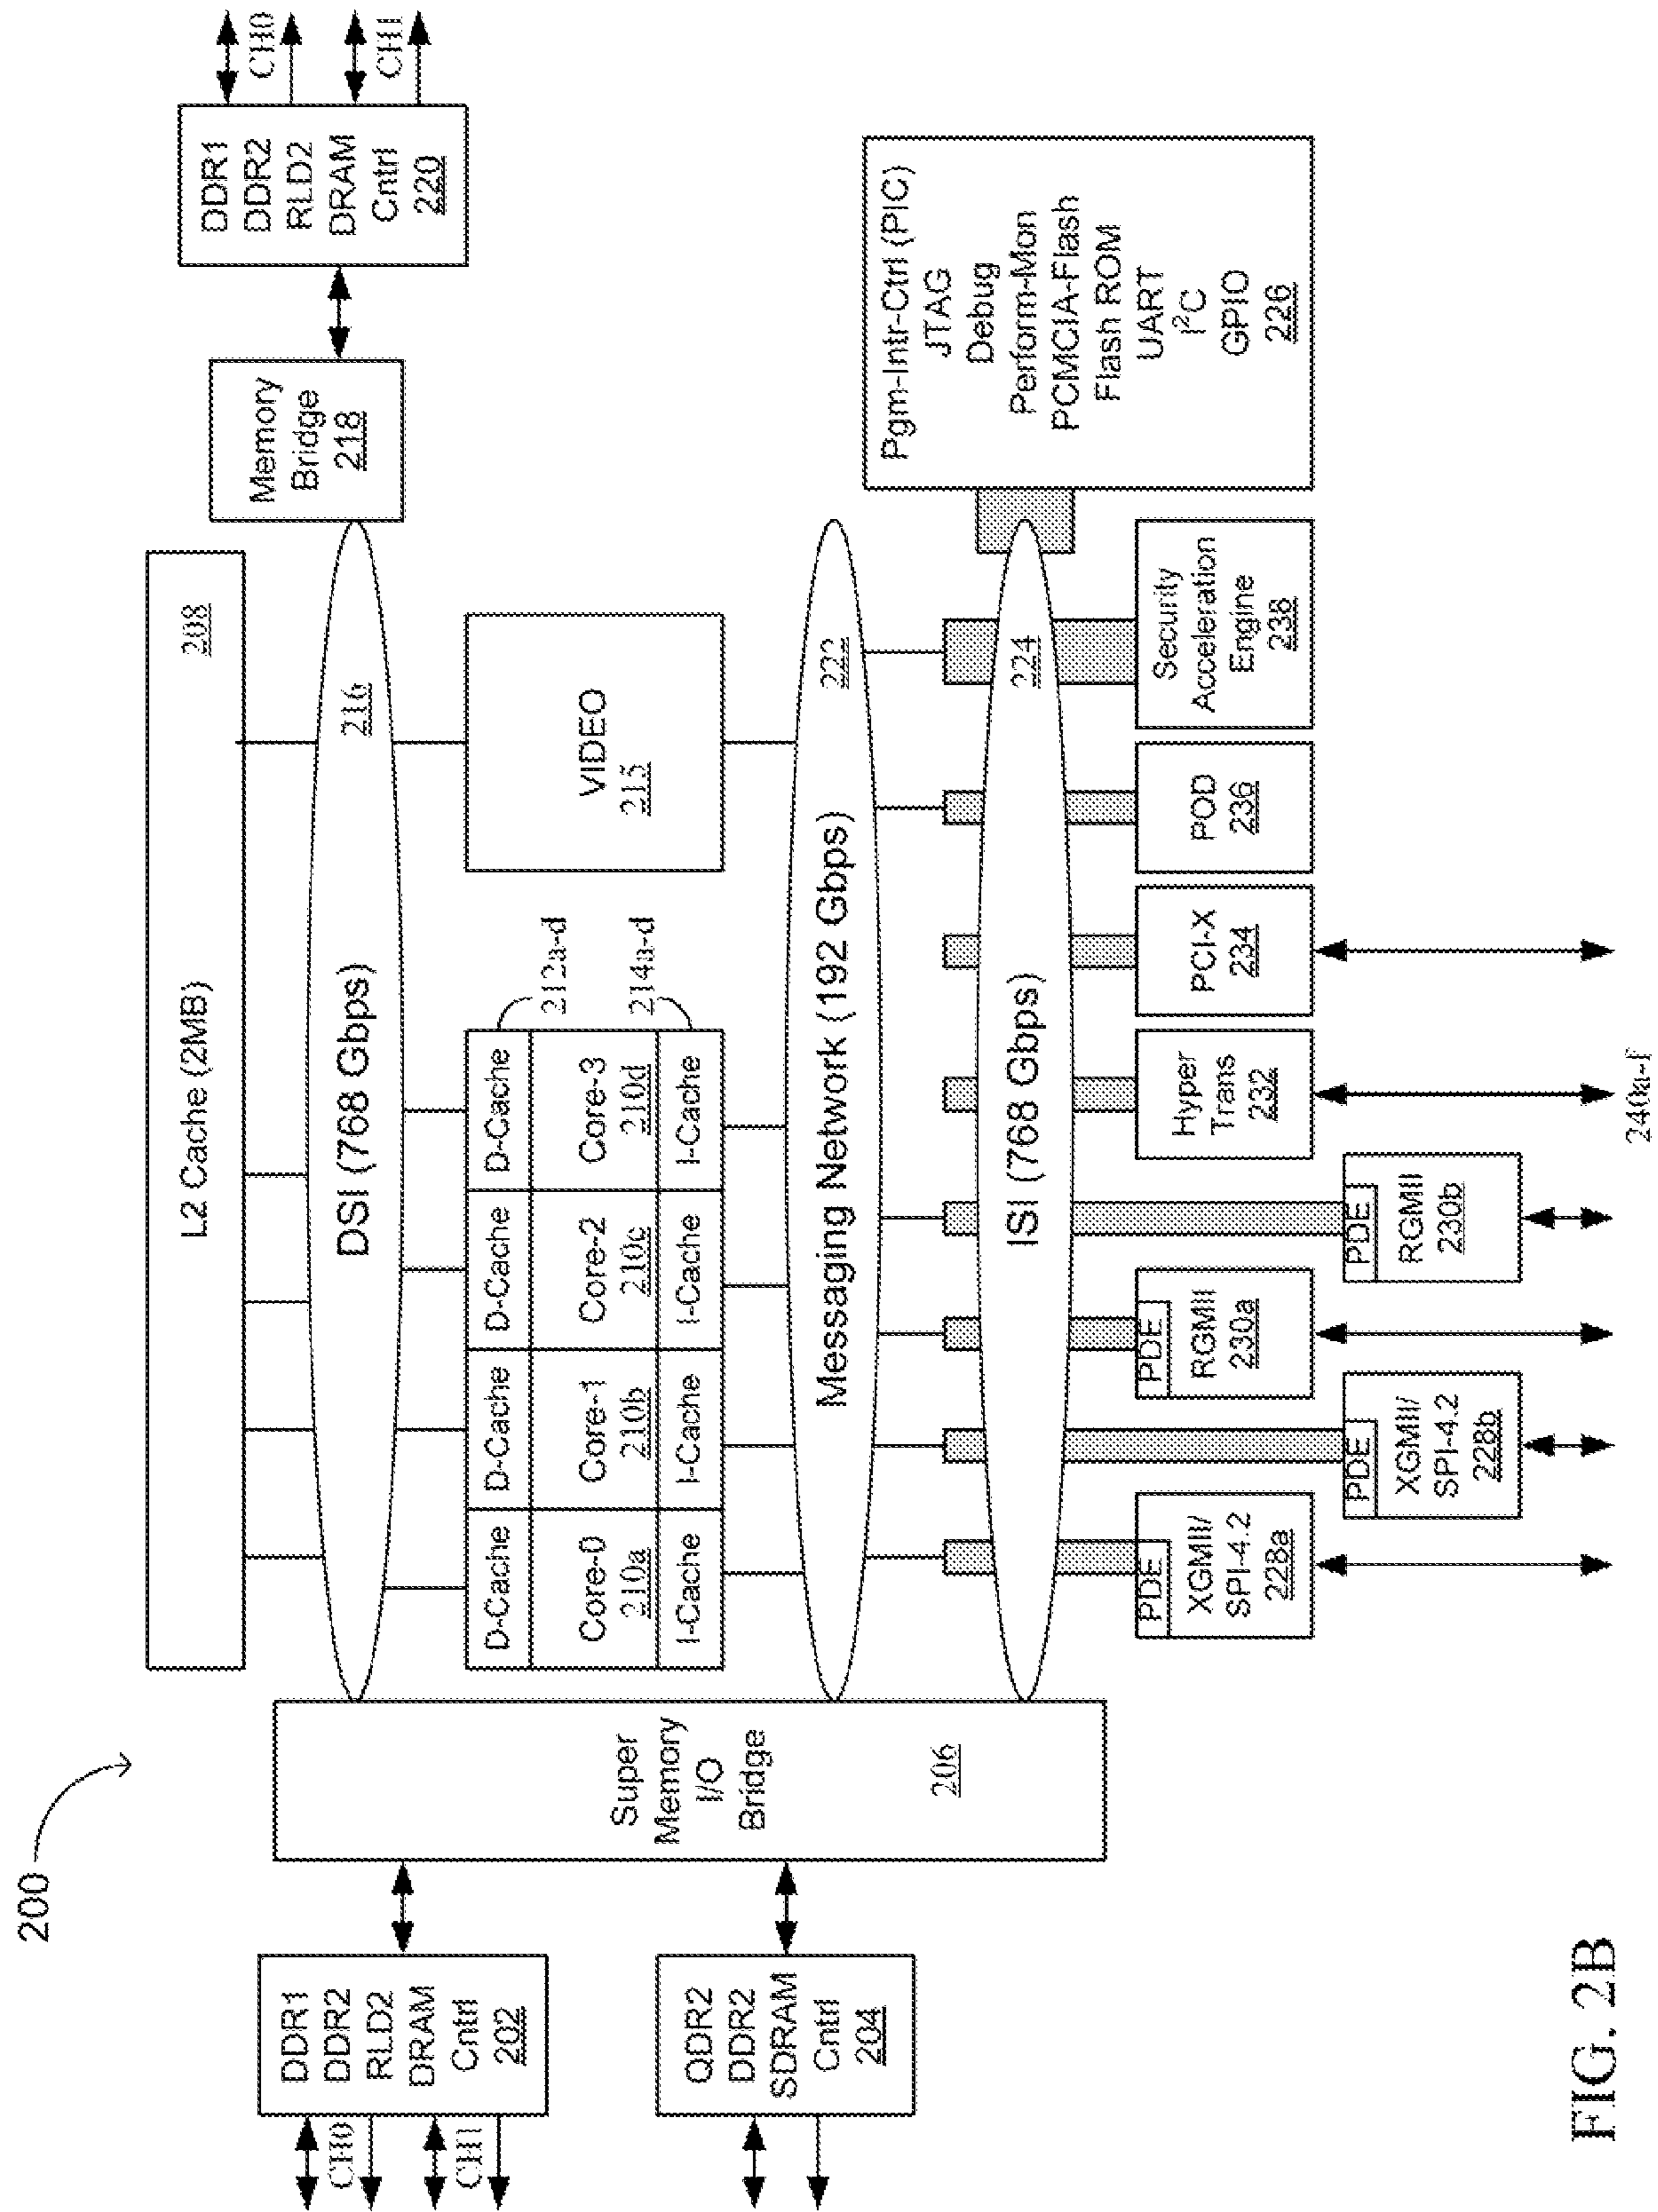 200
L2 Cache (2MB)
208
DDR1
DDR2
RLD2
DRAM
Cntrl
202
CH0
CH1
QDR2
DDR2
SDRAM
Cntrl
204
Super
Memory
I/O
Bridge
206
DSI (768 Gbps)
216
Memory
Bridge
218
DDR1
DDR2
RLD2
DRAM
Cntrl
220
CH0
CH1
D-Cache
D-Cache
D-Cache
D-Cache
212a-d
Core-0
210a
Core-1
210b
Core-2
210c
Core-3
210d
I-Cache
I-Cache
I-Cache
I-Cache
214a-d
VIDEO
215
Messaging Network (192 Gbps)
222
ISI (768 Gbps)
224
Pgm-Intr-Ctrl (PIC)
JTAG
Debug
Perform-Mon
PCMCIA-Flash
Flash ROM
UART
I²C
GPIO
226
PDE
XGMII/
SPI-4.2
228a
PDE
XGMII/
SPI-4.2
228b
PDE
RGMII
230a
PDE
RGMII
230b
Hyper
Trans
232
PCI-X
234
POD
236
Security
Acceleration
Engine
238
240a-f
FIG. 2B